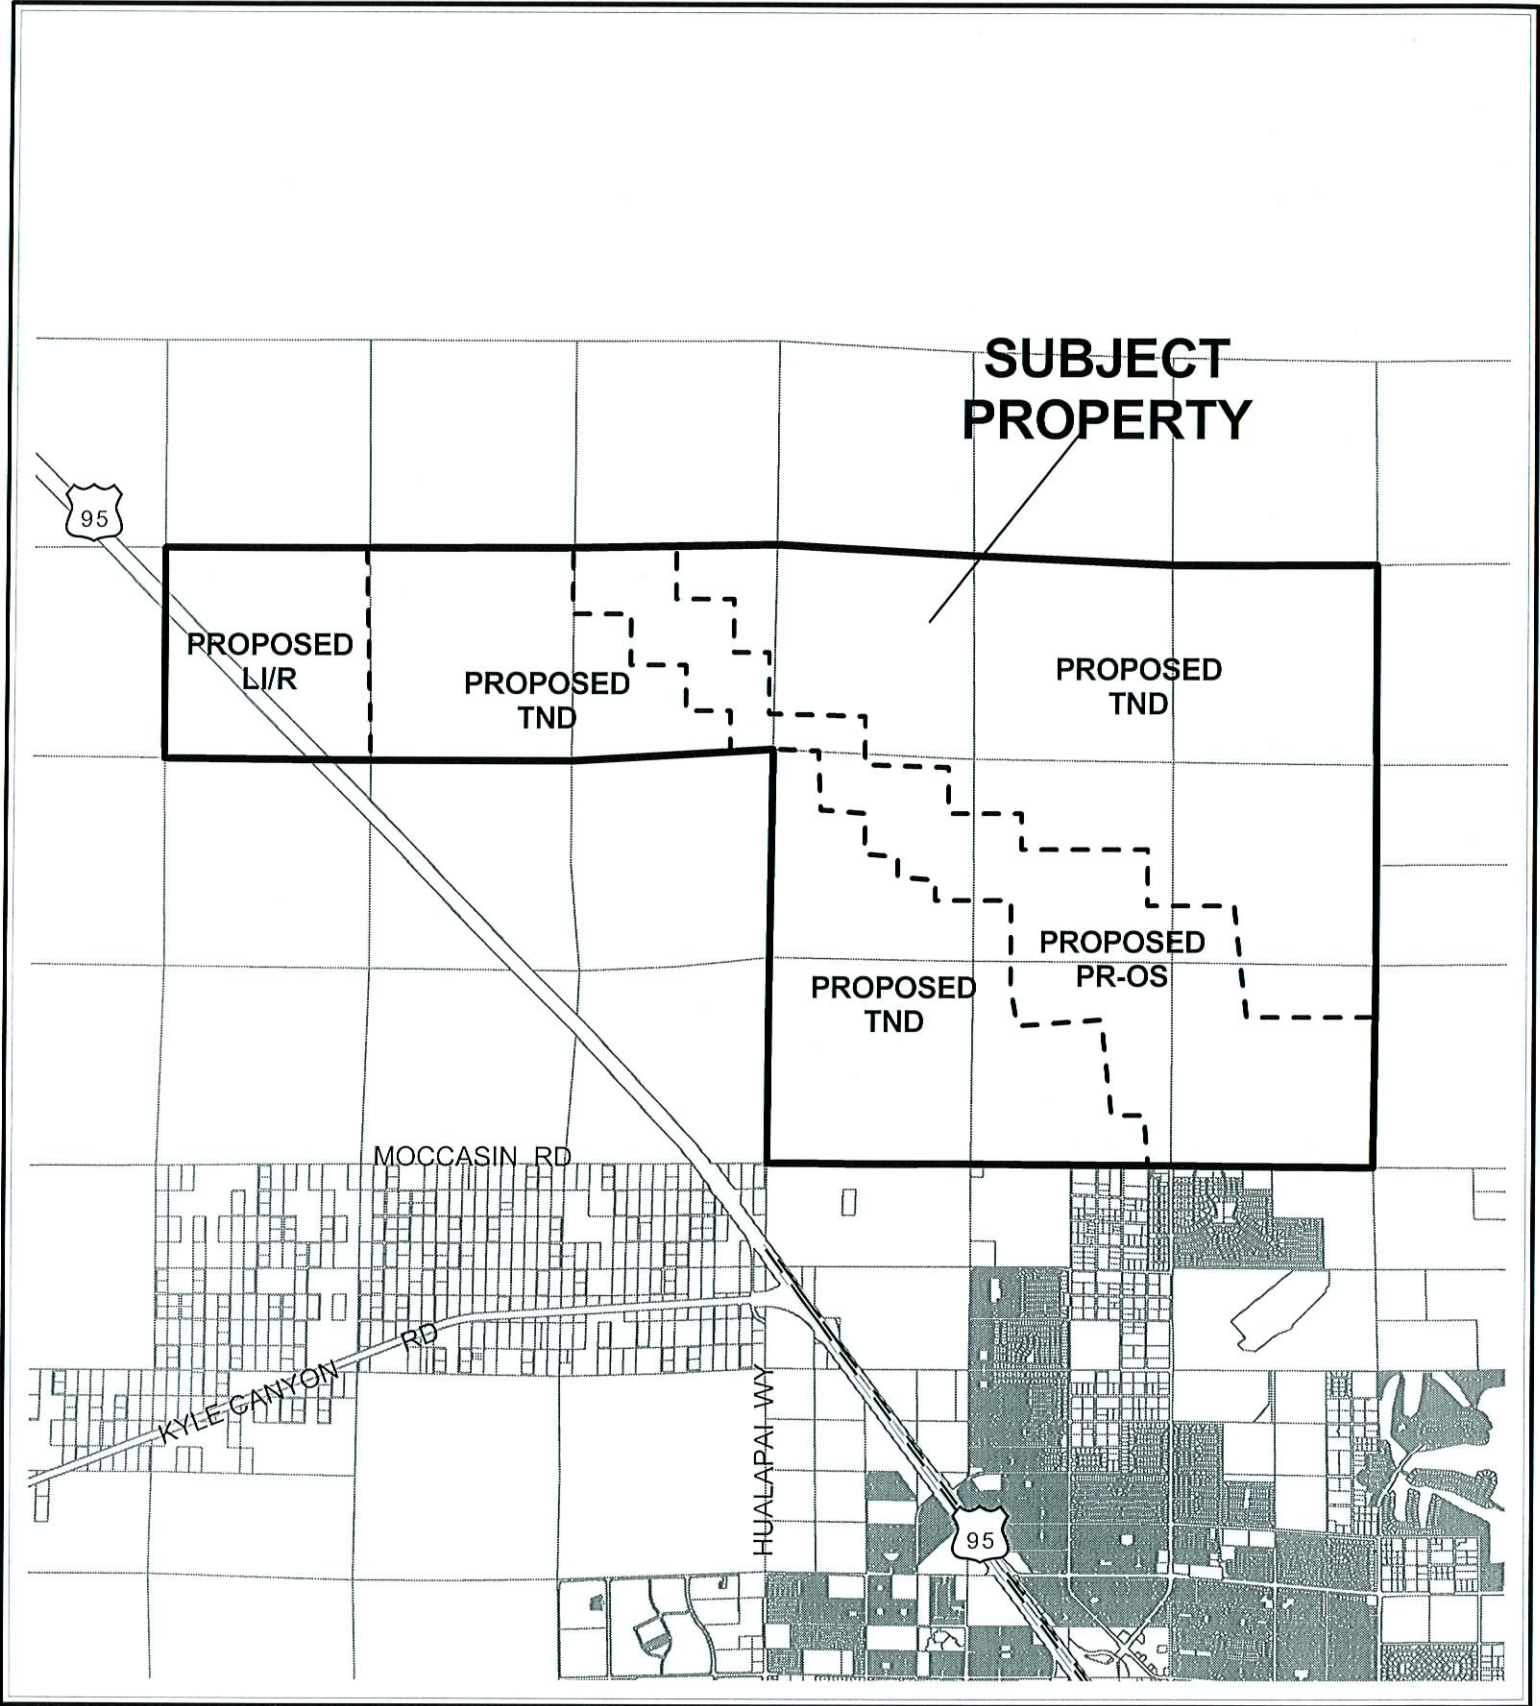 SUBJECT
PROPERTY
95
PROPOSED
LI/R
PROPOSED
TND
PROPOSED
TND
PROPOSED
PR-OS
PROPOSED
TND
MOCCASIN RD
KYLE CANYON RD
HUALAPAI WY
95